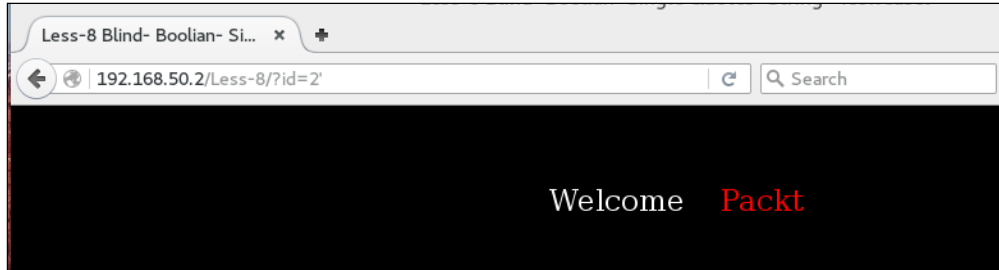 Less-8 Blind- Boolian- Si...
192.168.50.2/Less-8/?id=2'
Search
Welcome Packt